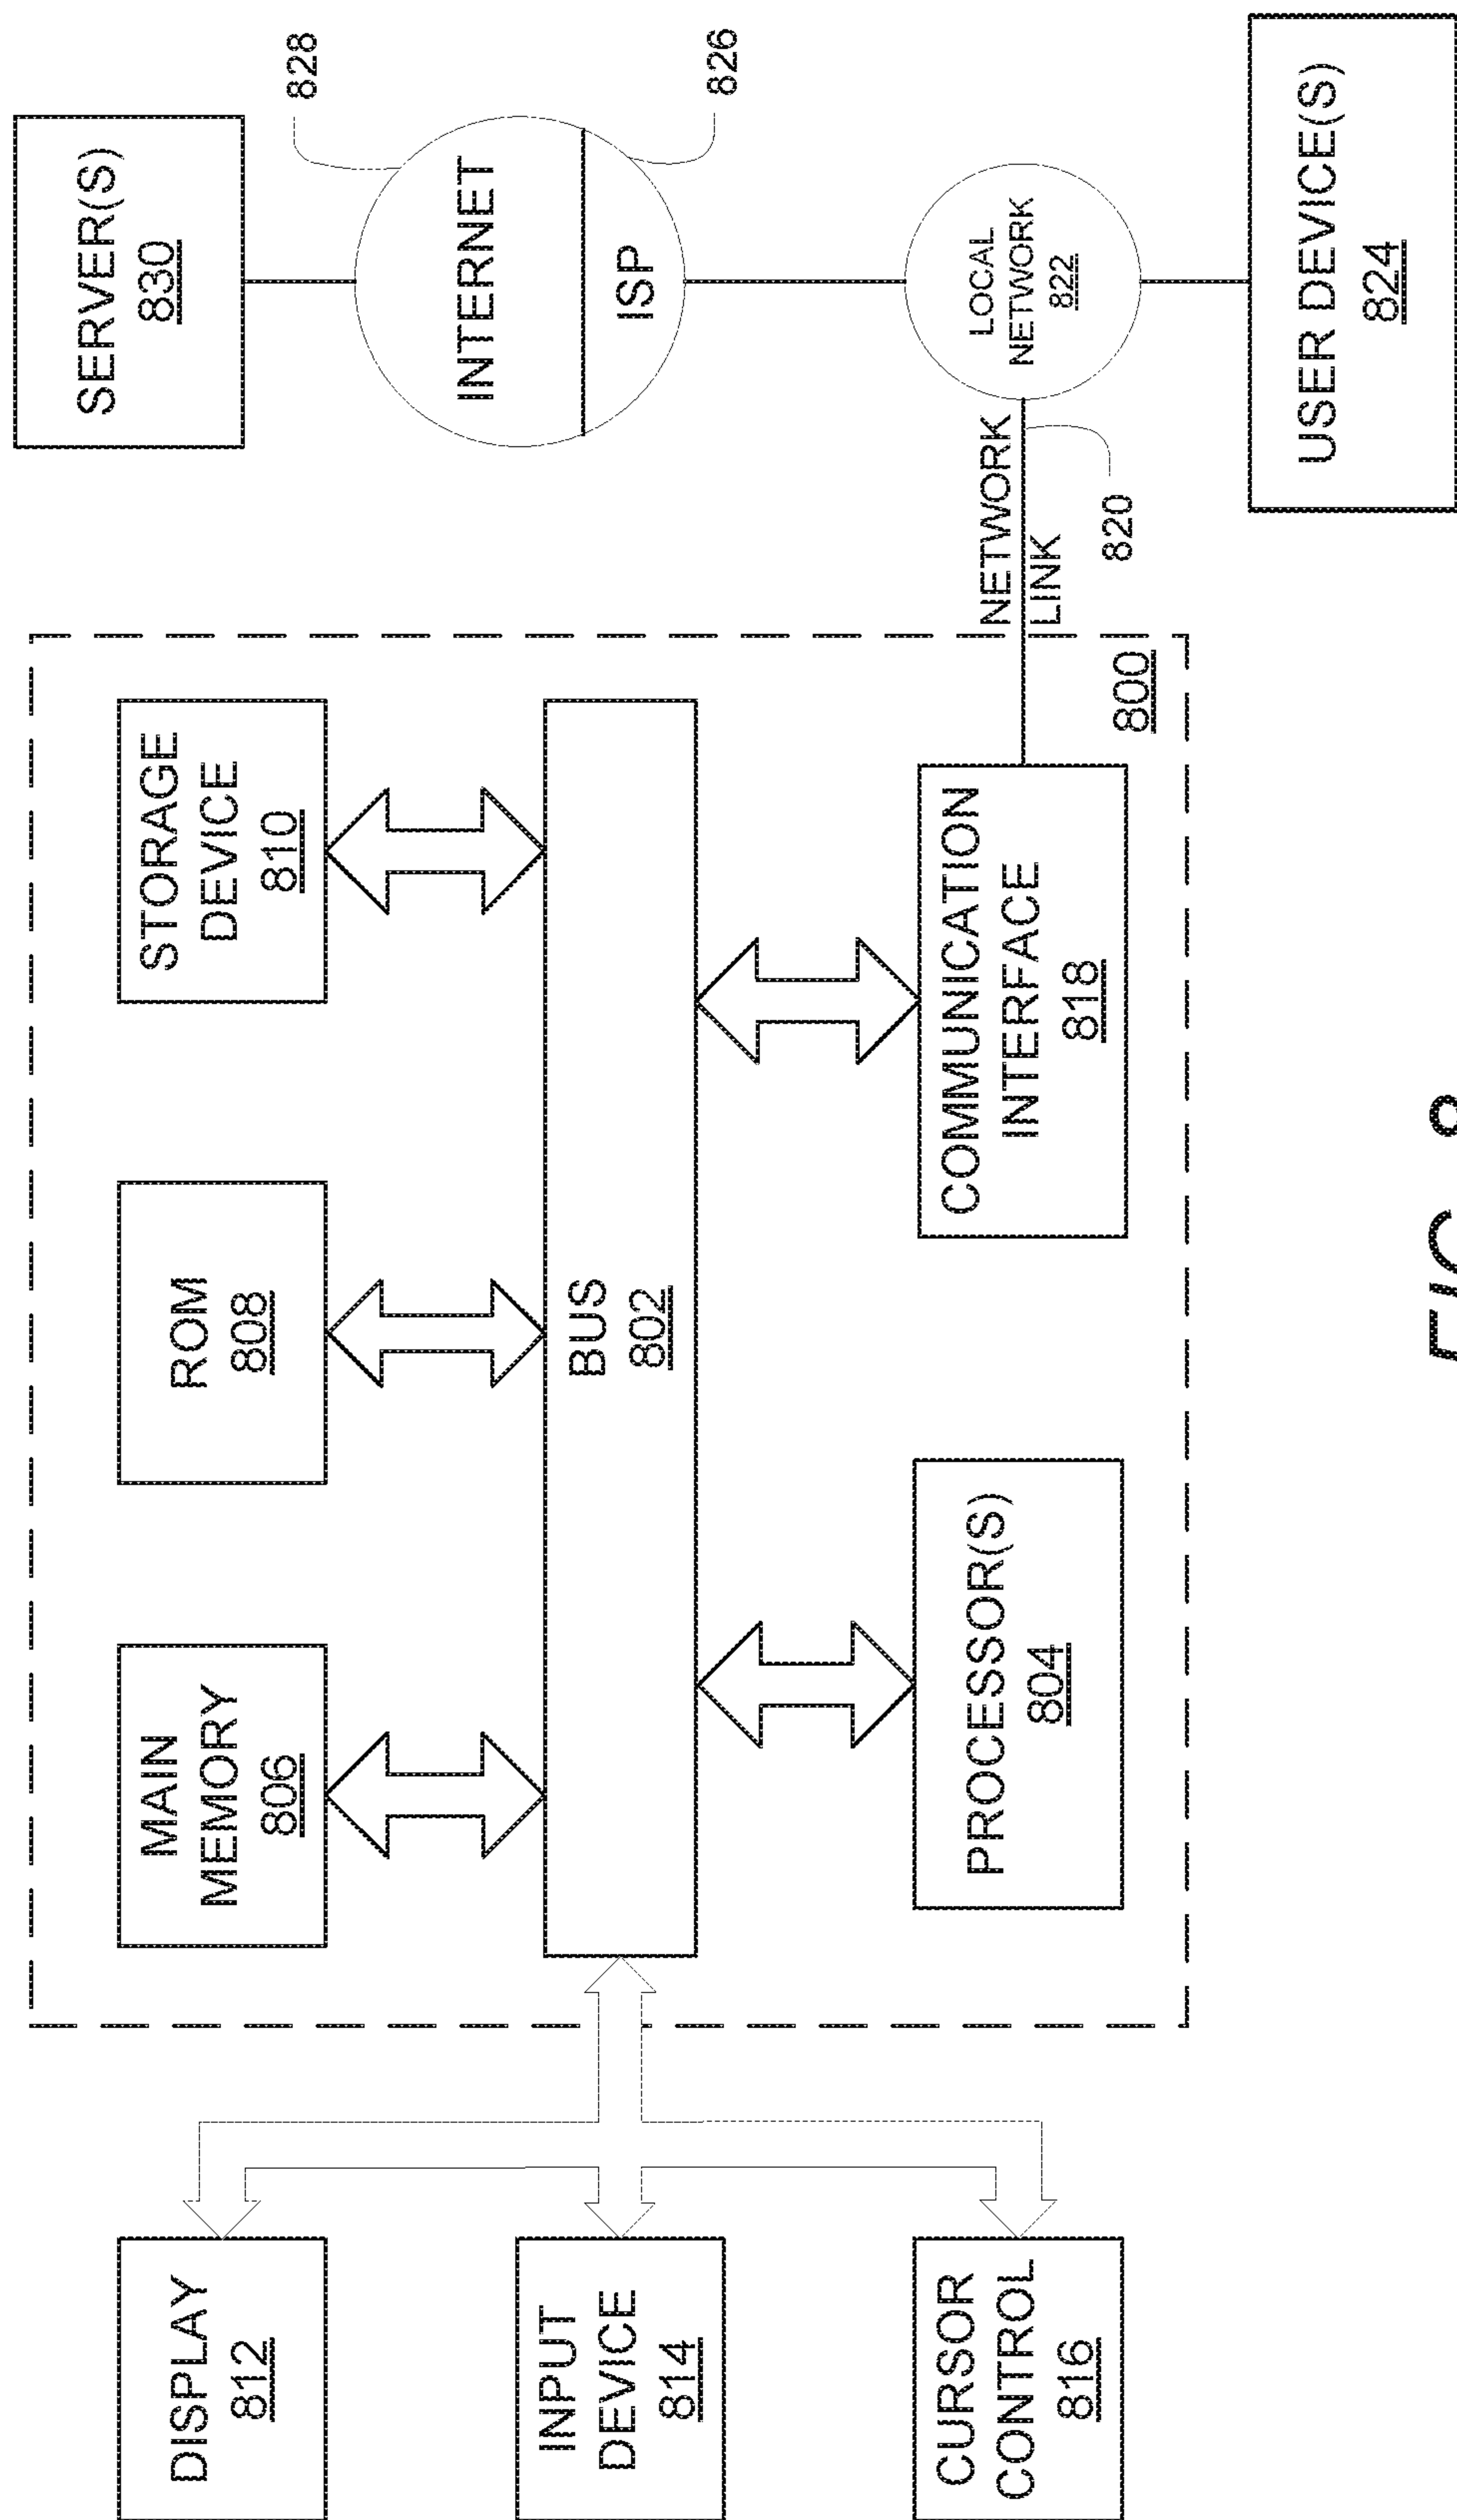 DISPLAY
812
INPUT
DEVICE
814
CURSOR
CONTROL
816
MAIN
MEMORY
806
ROM
808
STORAGE
DEVICE
810
BUS
802
PROCESSOR(S)
804
COMMUNICATION
INTERFACE
818
800
NETWORK
LINK
820
SERVER(S)
830
828
INTERNET
ISP
826
LOCAL
NETWORK
822
USER DEVICE(S)
824